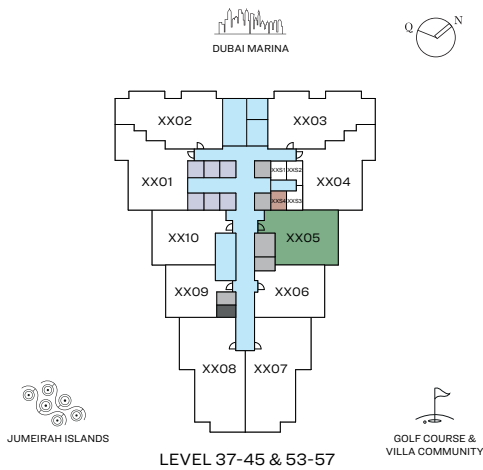 DUBAI MARINA
Q N
XX02 XX03
XXS1 XXS2
XX01 XX04
XXS4 XXS3
XX10 XX05
XX09 XX06
XX08 XX07
JUMEIRAH ISLANDS
GOLF COURSE &
VILLA COMMUNITY
LEVEL 37-45 & 53-57